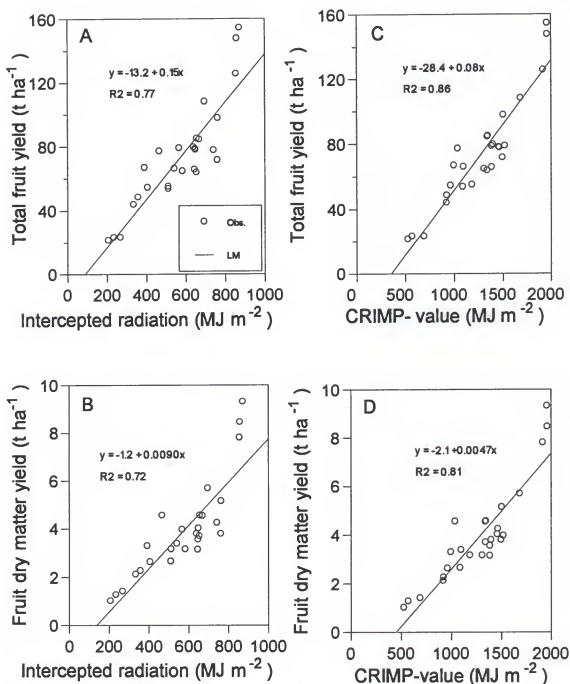 A
y = -13.2 + 0.15x
R2 = 0.77
Total fruit yield (t ha-1)
160
120
80
40
0
Obs.
LM
0 200 400 600 800 1000
Intercepted radiation (MJ m-2)
C
y = -28.4 + 0.08x
R2 = 0.86
Total fruit yield (t ha-1)
160
120
80
40
0
0 500 1000 1500 2000
CRIMP- value (MJ m-2)
B
y = -1.2 + 0.0090x
R2 = 0.72
Fruit dry matter yield (t ha-1)
10
8
6
4
2
0
0 200 400 600 800 1000
Intercepted radiation (MJ m-2)
D
y = -2.1+0.0047x
R2 = 0.81
Fruit dry matter yield (t ha-1)
10
8
6
4
2
0
0 500 1000 1500 2000
CRIMP-value (MJ m-2)